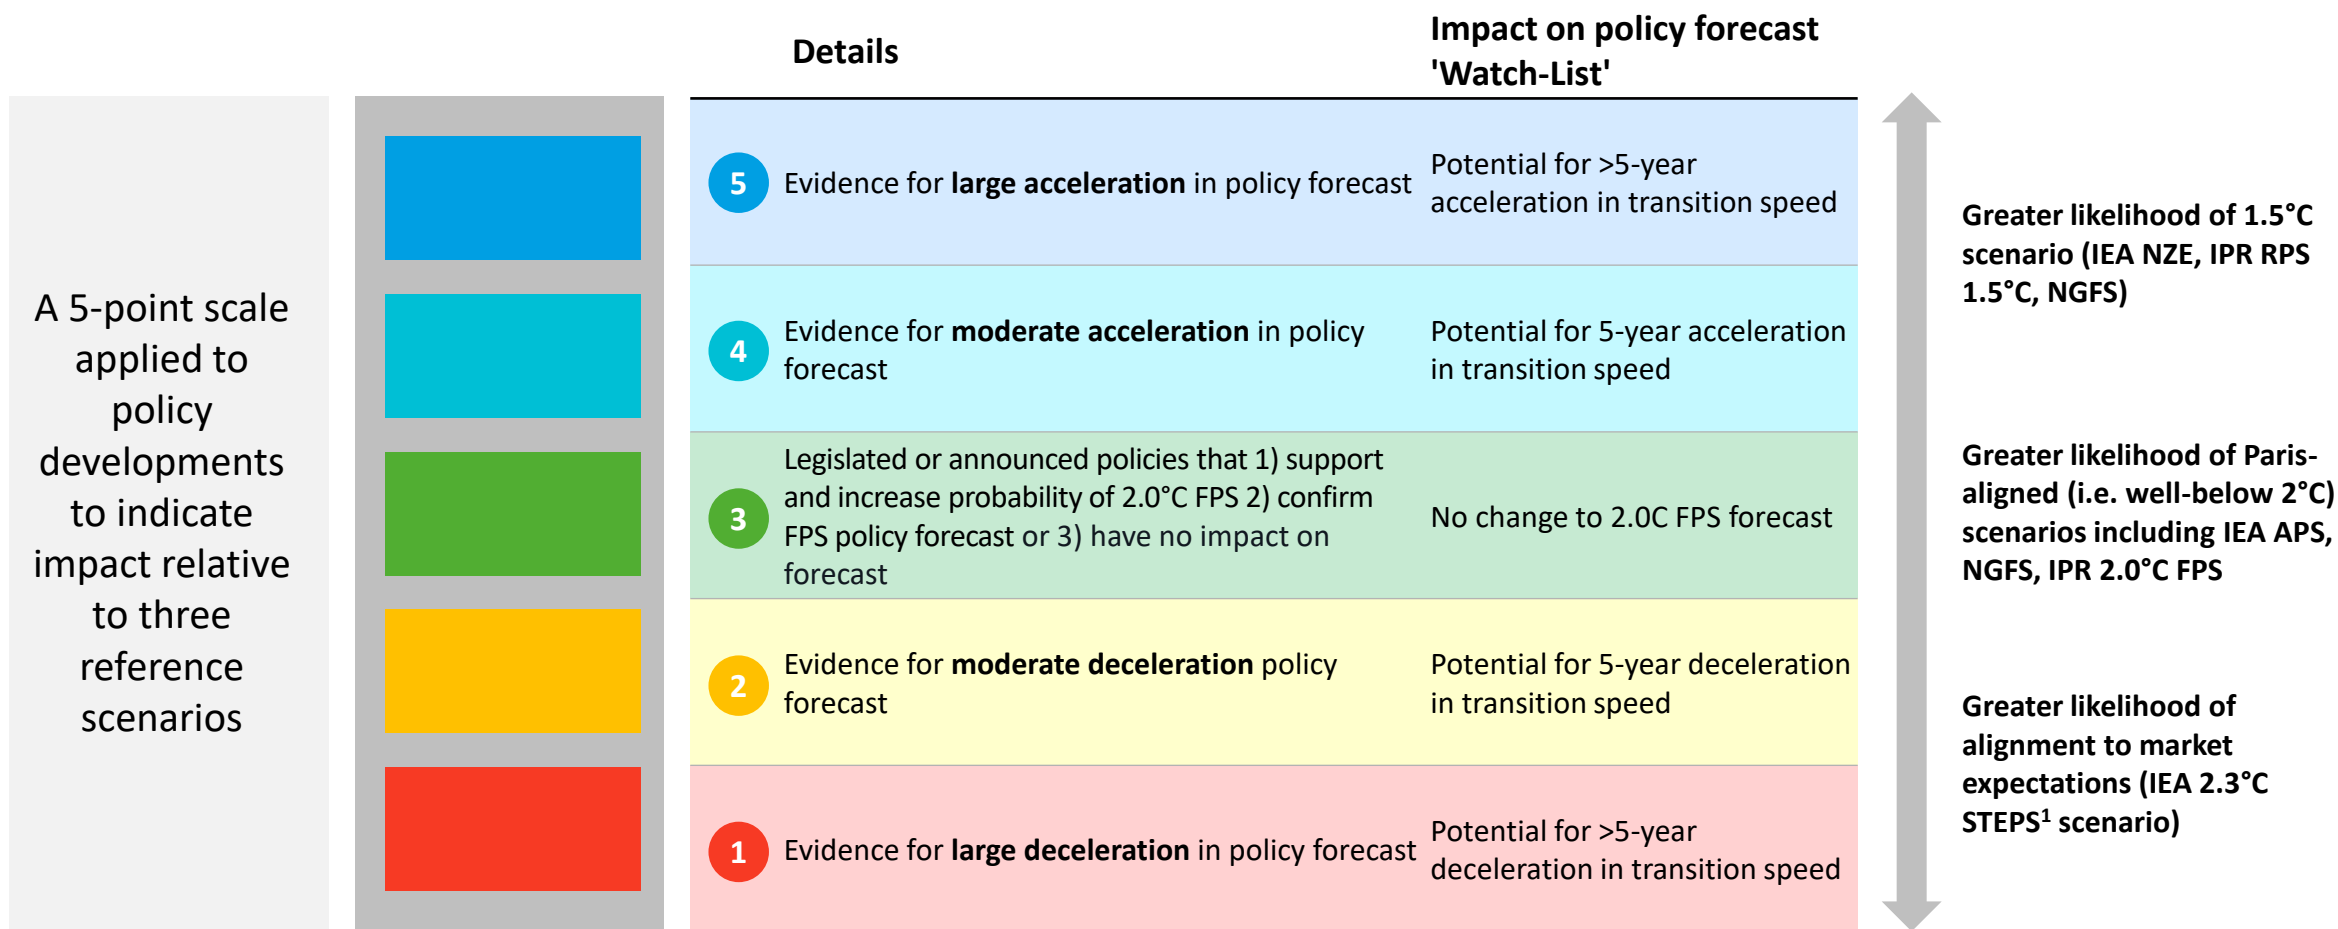 Details
Impact on policy forecast
'Watch-List'
A 5-point scale
applied to
policy
developments
to indicate
impact relative
to three
reference
scenarios
5
Evidence for large acceleration in policy forecast
Potential for >5-year
acceleration in transition speed
4
Evidence for moderate acceleration in policy
forecast
Potential for 5-year acceleration
in transition speed
3
Legislated or announced policies that 1) support
and increase probability of 2.0°C FPS 2) confirm
FPS policy forecast or 3) have no impact on
forecast
No change to 2.0C FPS forecast
2
Evidence for moderate deceleration policy
forecast
Potential for 5-year deceleration
in transition speed
1
Evidence for large deceleration in policy forecast
Potential for >5-year
deceleration in transition speed
Greater likelihood of 1.5°C
scenario (IEA NZE, IPR RPS
1.5°C, NGFS)
Greater likelihood of Paris-
aligned (i.e. well-below 2°C)
scenarios including IEA APS,
NGFS, IPR 2.0°C FPS
Greater likelihood of
alignment to market
expectations (IEA 2.3°C
STEPS¹ scenario)